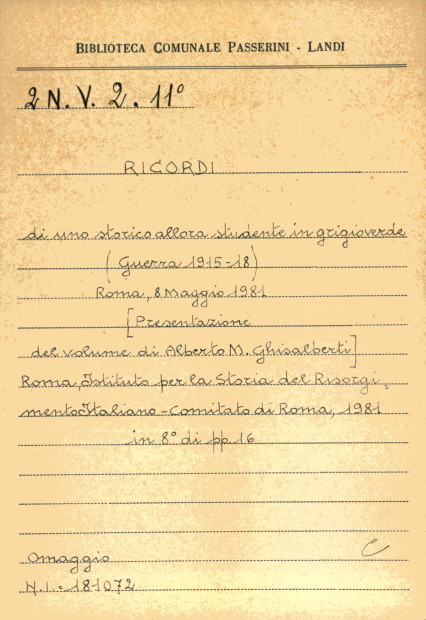 BIBLIOTECA COMUNALE PASSERINI - LANDI
2 N. V. 2. 11°
RICORDI
di uno storico allora studente in grigioverde
(Guerra 1915-18)
Roma, 8 Maggio 1981
[Presentazione
del volume di Alberto M. Ghisalberti]
Roma, Istituto per la Storia del Risorgi=
mento Italiano - Comitato di Roma, 1981
in 8° di pp. 16
Omaggio
C
N.I. = 181072